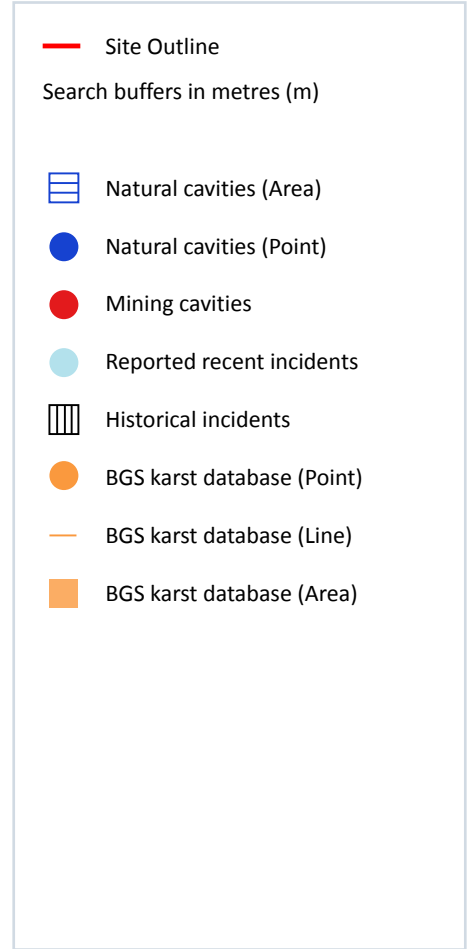 Site Outline
Search buffers in metres (m)
Natural cavities (Area)
Natural cavities (Point)
Mining cavities
Reported recent incidents
Historical incidents
BGS karst database (Point)
BGS karst database (Line)
BGS karst database (Area)